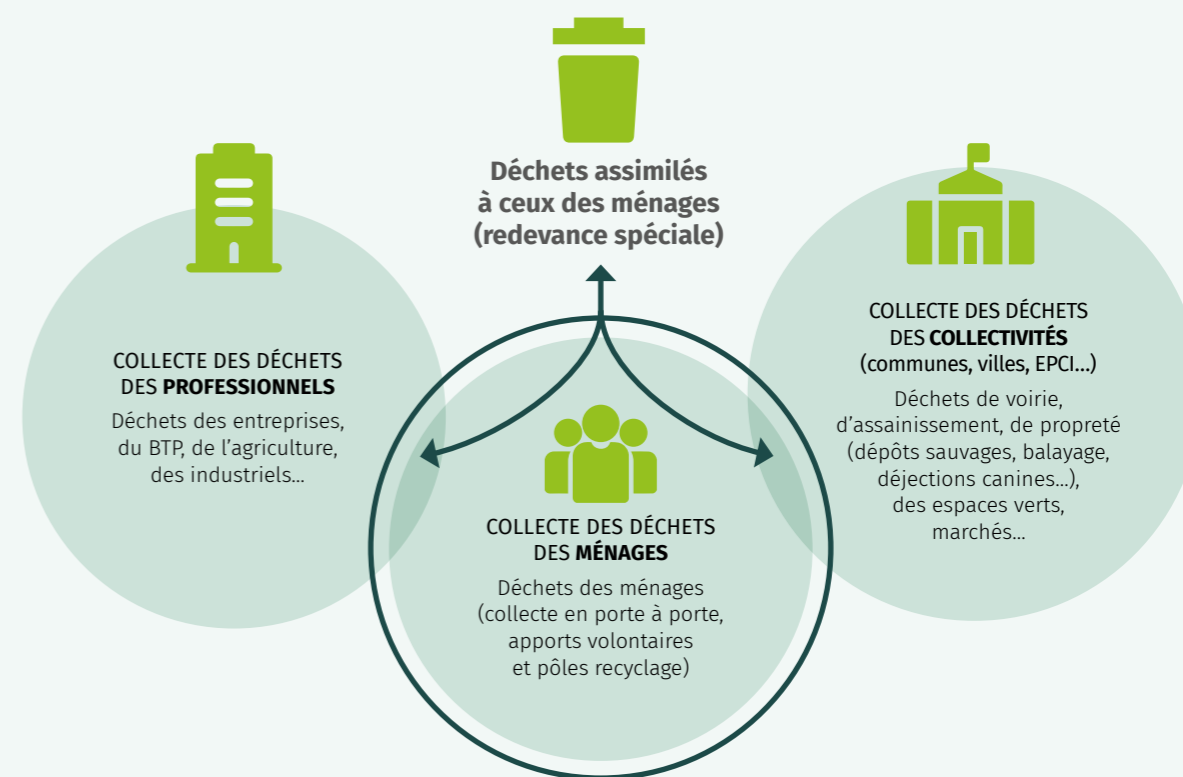 Déchets assimilés
à ceux des ménages
(redevance spéciale)
COLLECTE DES DÉCHETS
DES PROFESSIONNELS
Déchets des entreprises,
du BTP, de l’agriculture,
des industriels...
COLLECTE DES DÉCHETS
DES MÉNAGES
Déchets des ménages
(collecte en porte à porte,
apports volontaires
et pôles recyclage)
COLLECTE DES DÉCHETS
DES COLLECTIVITÉS
(communes, villes, EPCI...)
Déchets de voirie,
d’assainissement, de propreté
(dépôts sauvages, balayage,
déjections canines...),
des espaces verts,
marchés...